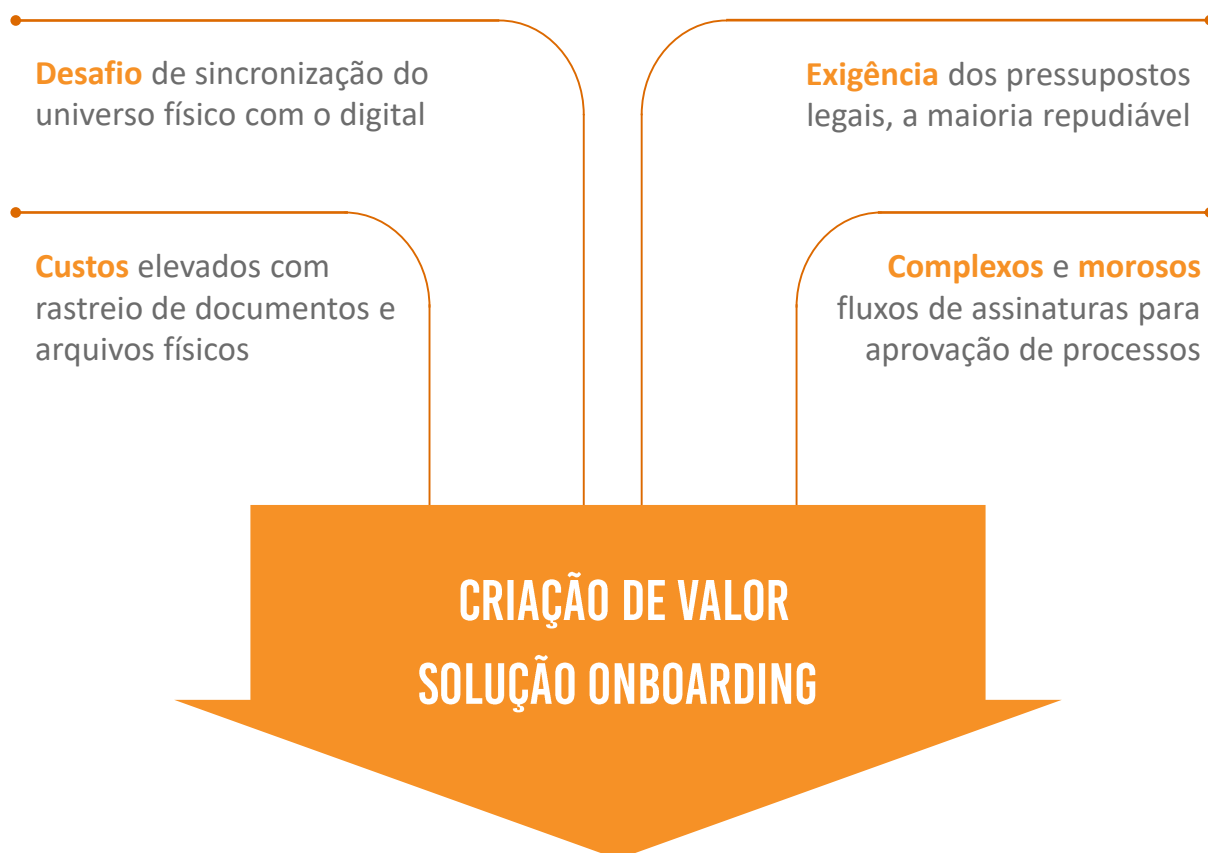 Desafio de sincronização do
universo físico com o digital
Exigência dos pressupostos
legais, a maioria repudiável
Custos elevados com
rastreio de documentos e
arquivos físicos
Complexos e morosos
fluxos de assinaturas para
aprovação de processos
CRIAÇÃO DE VALOR
SOLUÇÃO ONBOARDING